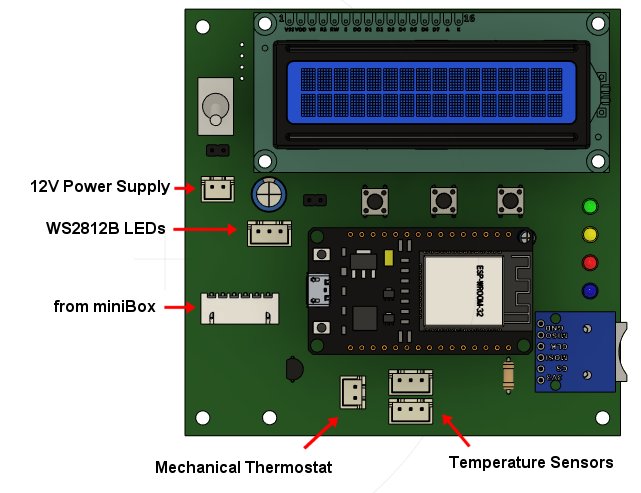 1 16
VSS VDD V0 RS RW E D0 D1 D2 D3 D4 D5 D6 D7 A K
12V Power Supply
WS2812B LEDs
from miniBox
ESP-WROOM-32
GND
MISO
CLK
MOSI
CS
3V3
Mechanical Thermostat
Temperature Sensors